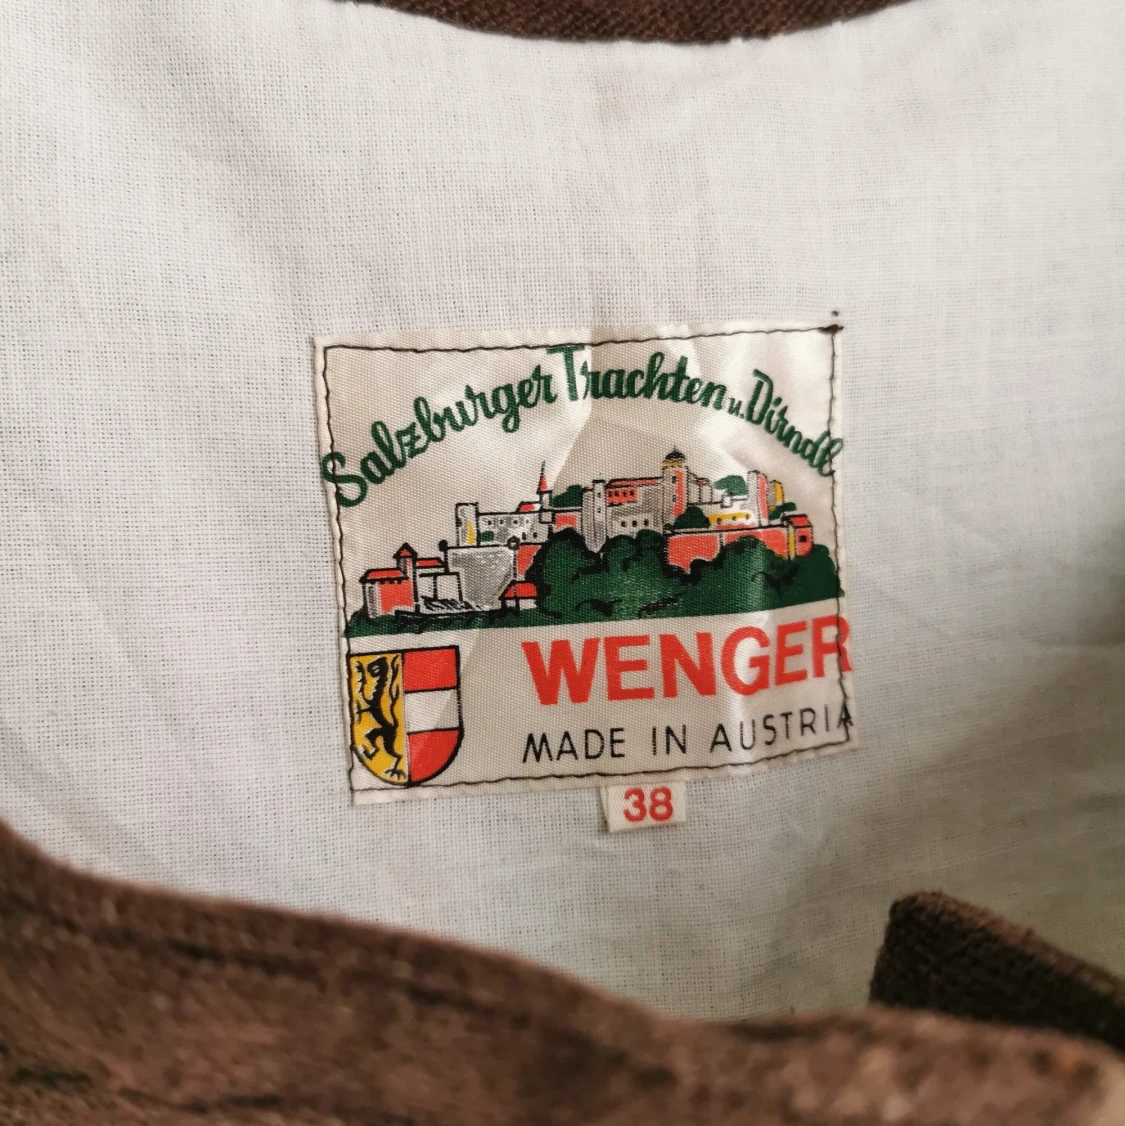 Salzburger Trachten u. Dirndl
WENGER
MADE IN AUSTRIA
38